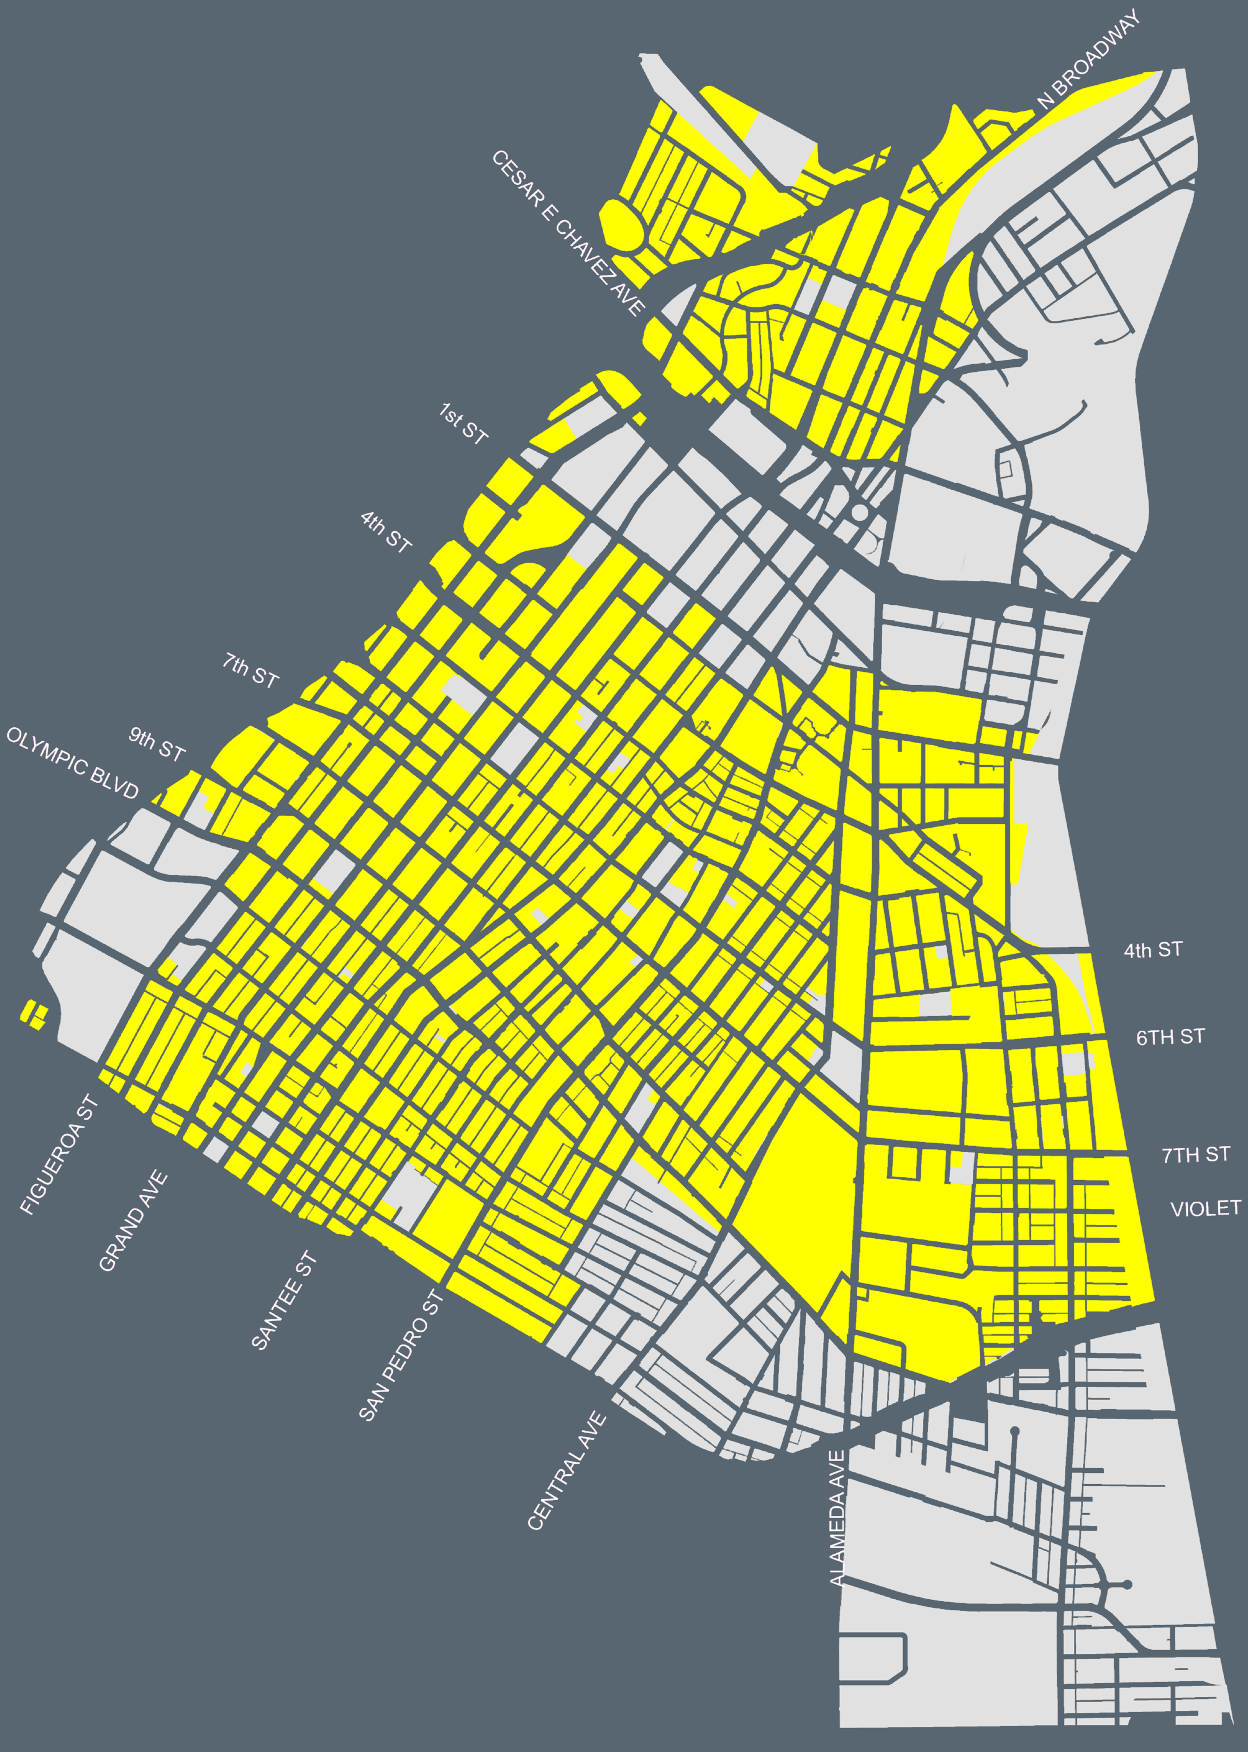 N BROADWAY
CESAR E CHAVEZ AVE
1st ST
4th ST
7th ST
9th ST
OLYMPIC BLVD
4th ST
6TH ST
7TH ST
VIOLET
FIGUEROA ST
GRAND AVE
SANTEE ST
SAN PEDRO ST
CENTRAL AVE
ALAMEDA AVE